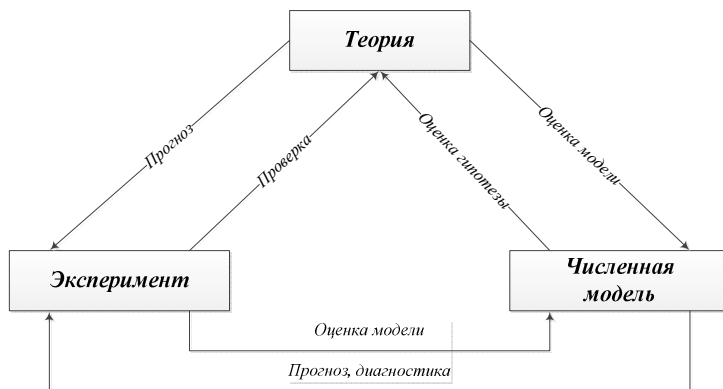 Теория
Прогноз
Проверка
Оценка гипотезы
Оценка модели
Эксперимент
Численная
модель
Оценка модели
Прогноз, диагностика